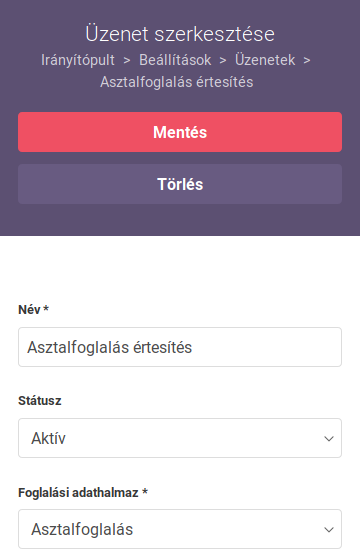 Üzenet szerkesztése
Irányítópult > Beállítások > Üzenetek >
Asztalfoglalás értesítés
Mentés
Törlés
Név *
Asztalfoglalás értesítés
Státusz
Aktív
Foglalási adathalmaz *
Asztalfoglalás